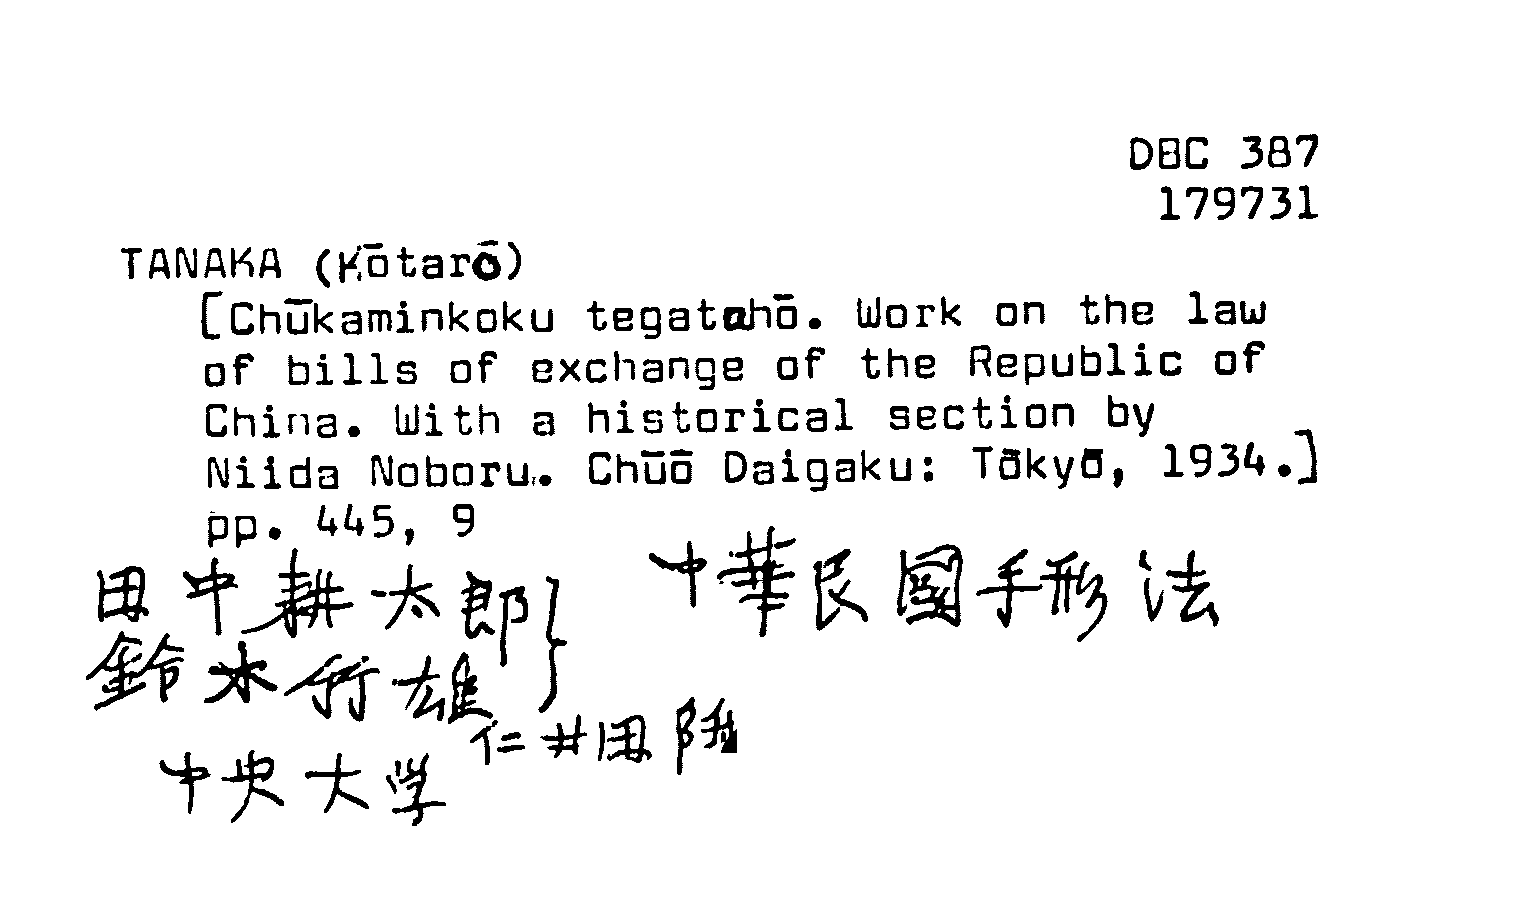 DBC 387
179731
TANAKA (Kōtarō)
[Chūkaminkoku tegatahō. Work on the law
of bills of exchange of the Republic of
China. With a historical section by
Niida Noboru. Chūō Daigaku: Tōkyō, 1934.]
pp. 445, 9
田中耕太郎} 中華民國手形法
鈴木竹雄
仁井田陞
中央大学